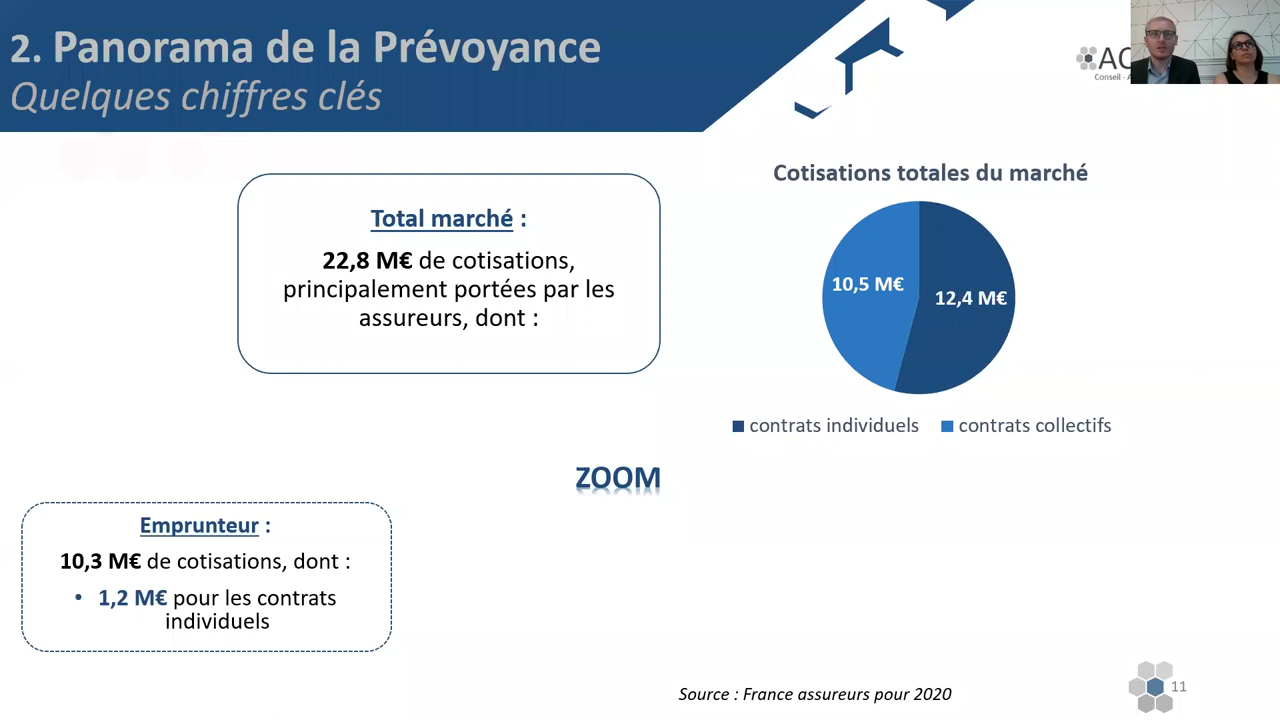 2. Panorama de la Prévoyance
Quelques chiffres clés
Conseil -
Cotisations totales du marché
Total marché :
22,8 M€ de cotisations,
principalement portées par les
assureurs, dont :
10,5 M€
12,4 M€
contrats individuels
contrats collectifs
ZOOM
Emprunteur :
10,3 M€ de cotisations, dont :
• 1,2 M€ pour les contrats
individuels
Source : France assureurs pour 2020
11